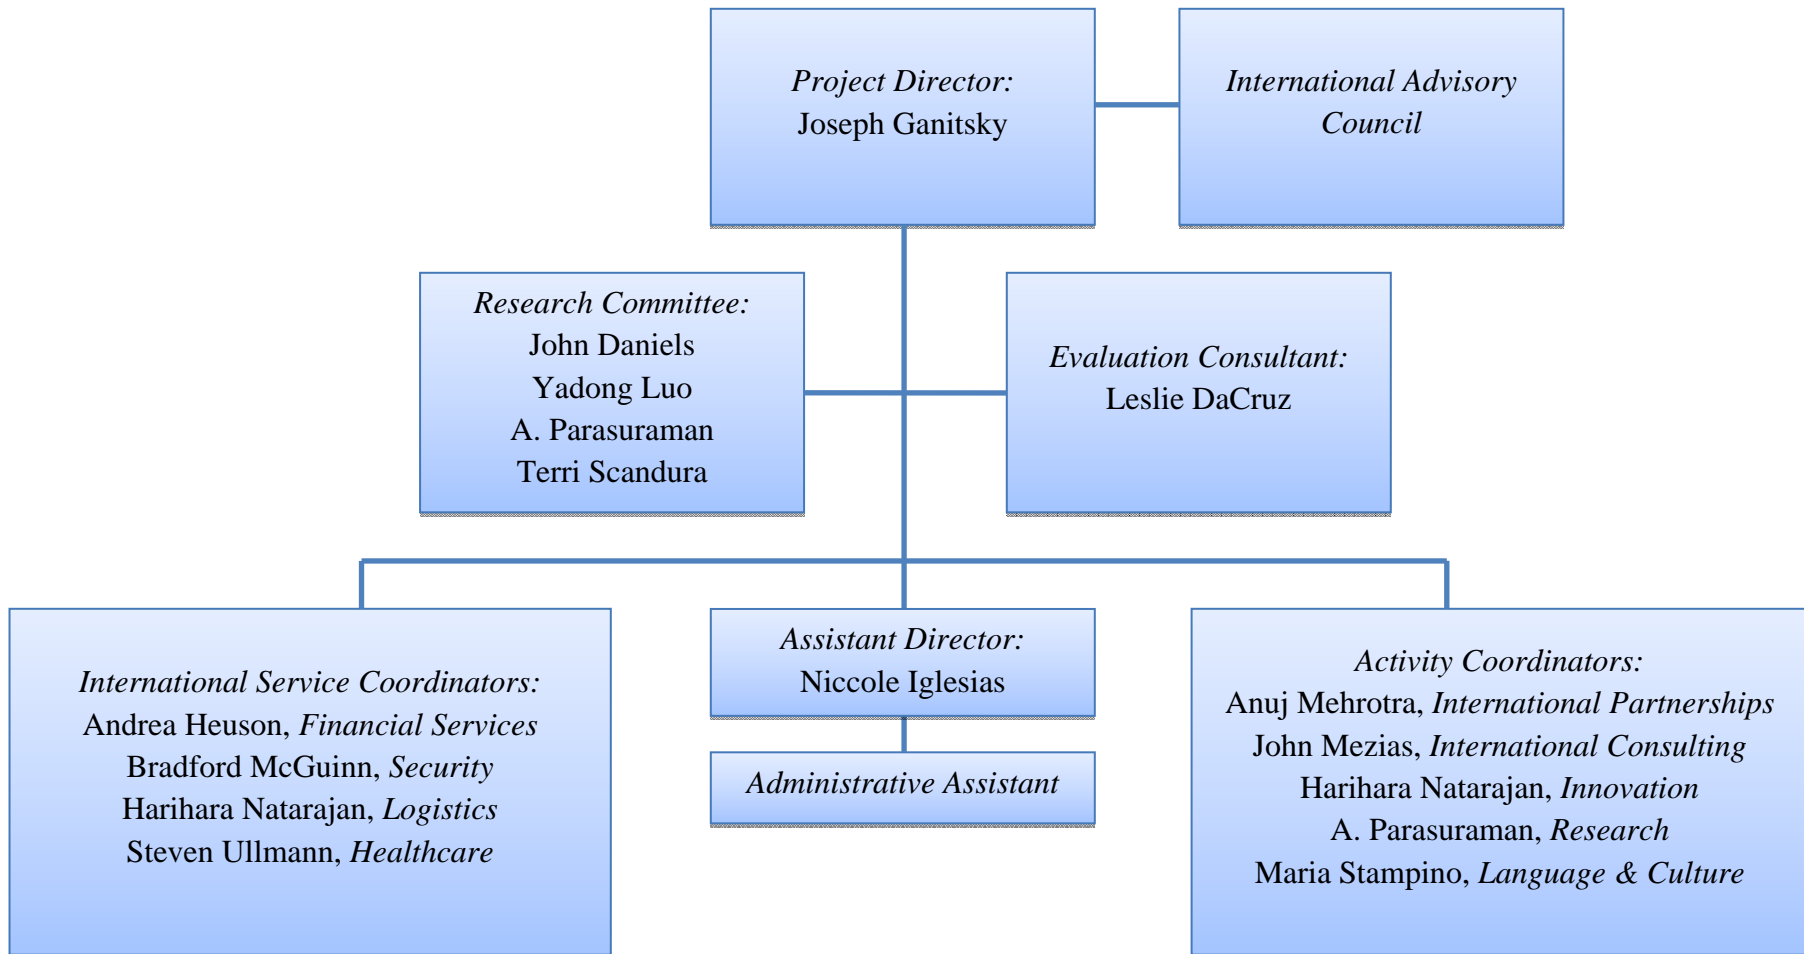 Project Director:
Joseph Ganitsky
International Advisory
Council
Research Committee:
John Daniels
Yadong Luo
A. Parasuraman
Terri Scandura
Evaluation Consultant:
Leslie DaCruz
International Service Coordinators:
Andrea Heuson, Financial Services
Bradford McGuinn, Security
Harihara Natarajan, Logistics
Steven Ullmann, Healthcare
Assistant Director:
Niccole Iglesias
Administrative Assistant
Activity Coordinators:
Anuj Mehrotra, International Partnerships
John Mezias, International Consulting
Harihara Natarajan, Innovation
A. Parasuraman, Research
Maria Stampino, Language & Culture